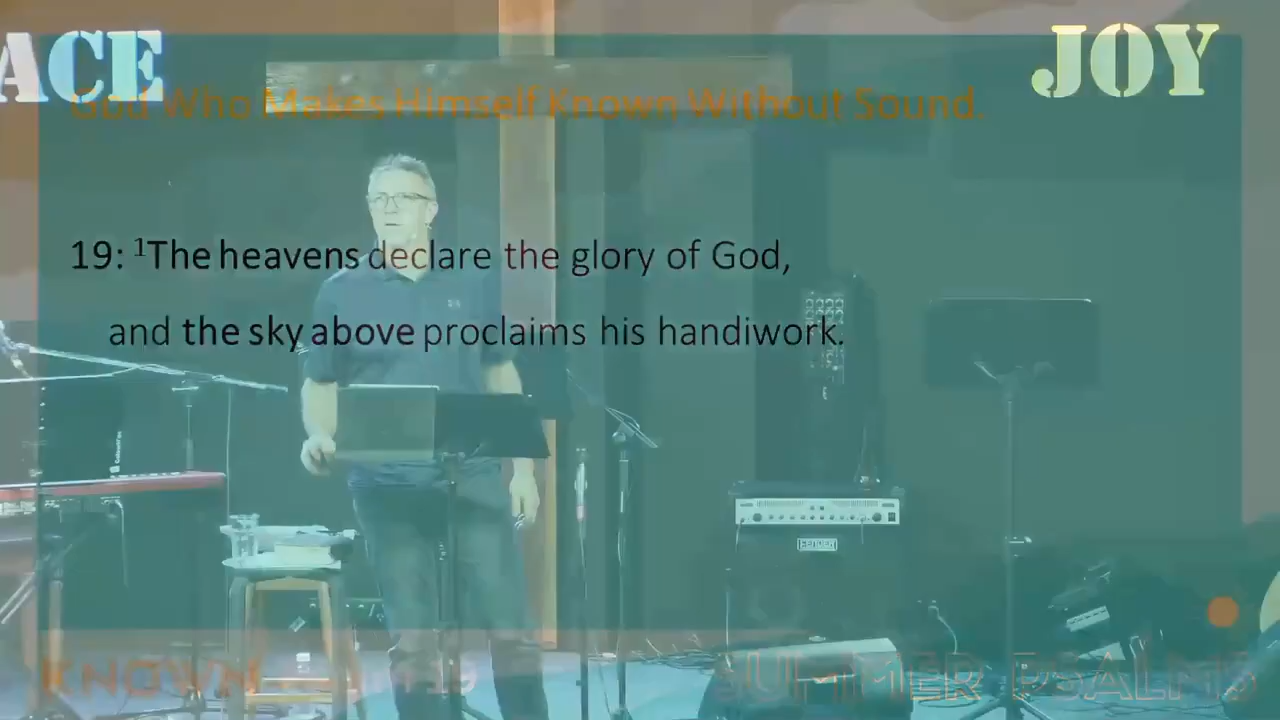 ACE
JOY
God Who Makes Himself Known Without Sound.
19: ¹The heavens declare the glory of God,
and the sky above proclaims his handiwork.
FENDER
KNOWN
SUMMER PSALMS